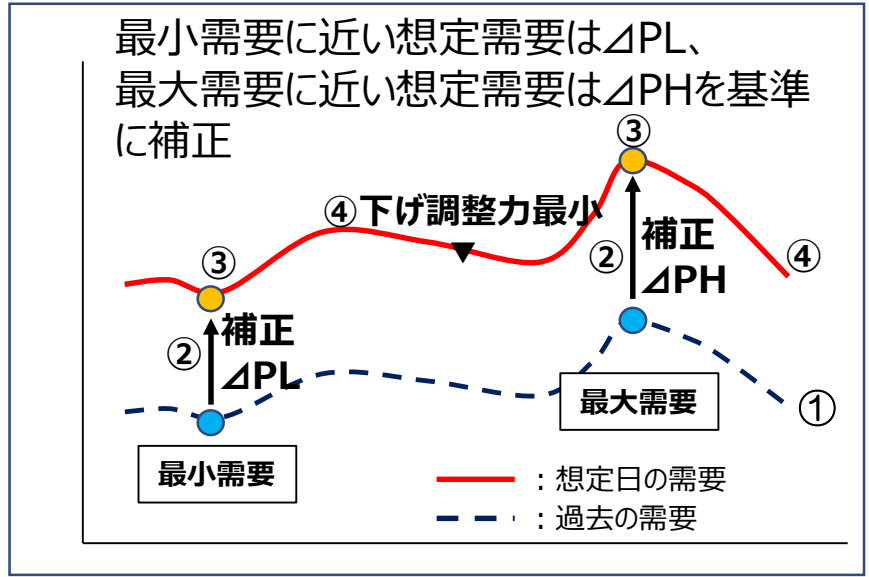 最小需要に近い想定需要は⊿PL、
最大需要に近い想定需要は⊿PHを基準
に補正
③
④下げ調整力最小
補正
②
⊿PH
④
③
補正
②
⊿PL
最大需要
①
最小需要
：想定日の需要
：過去の需要